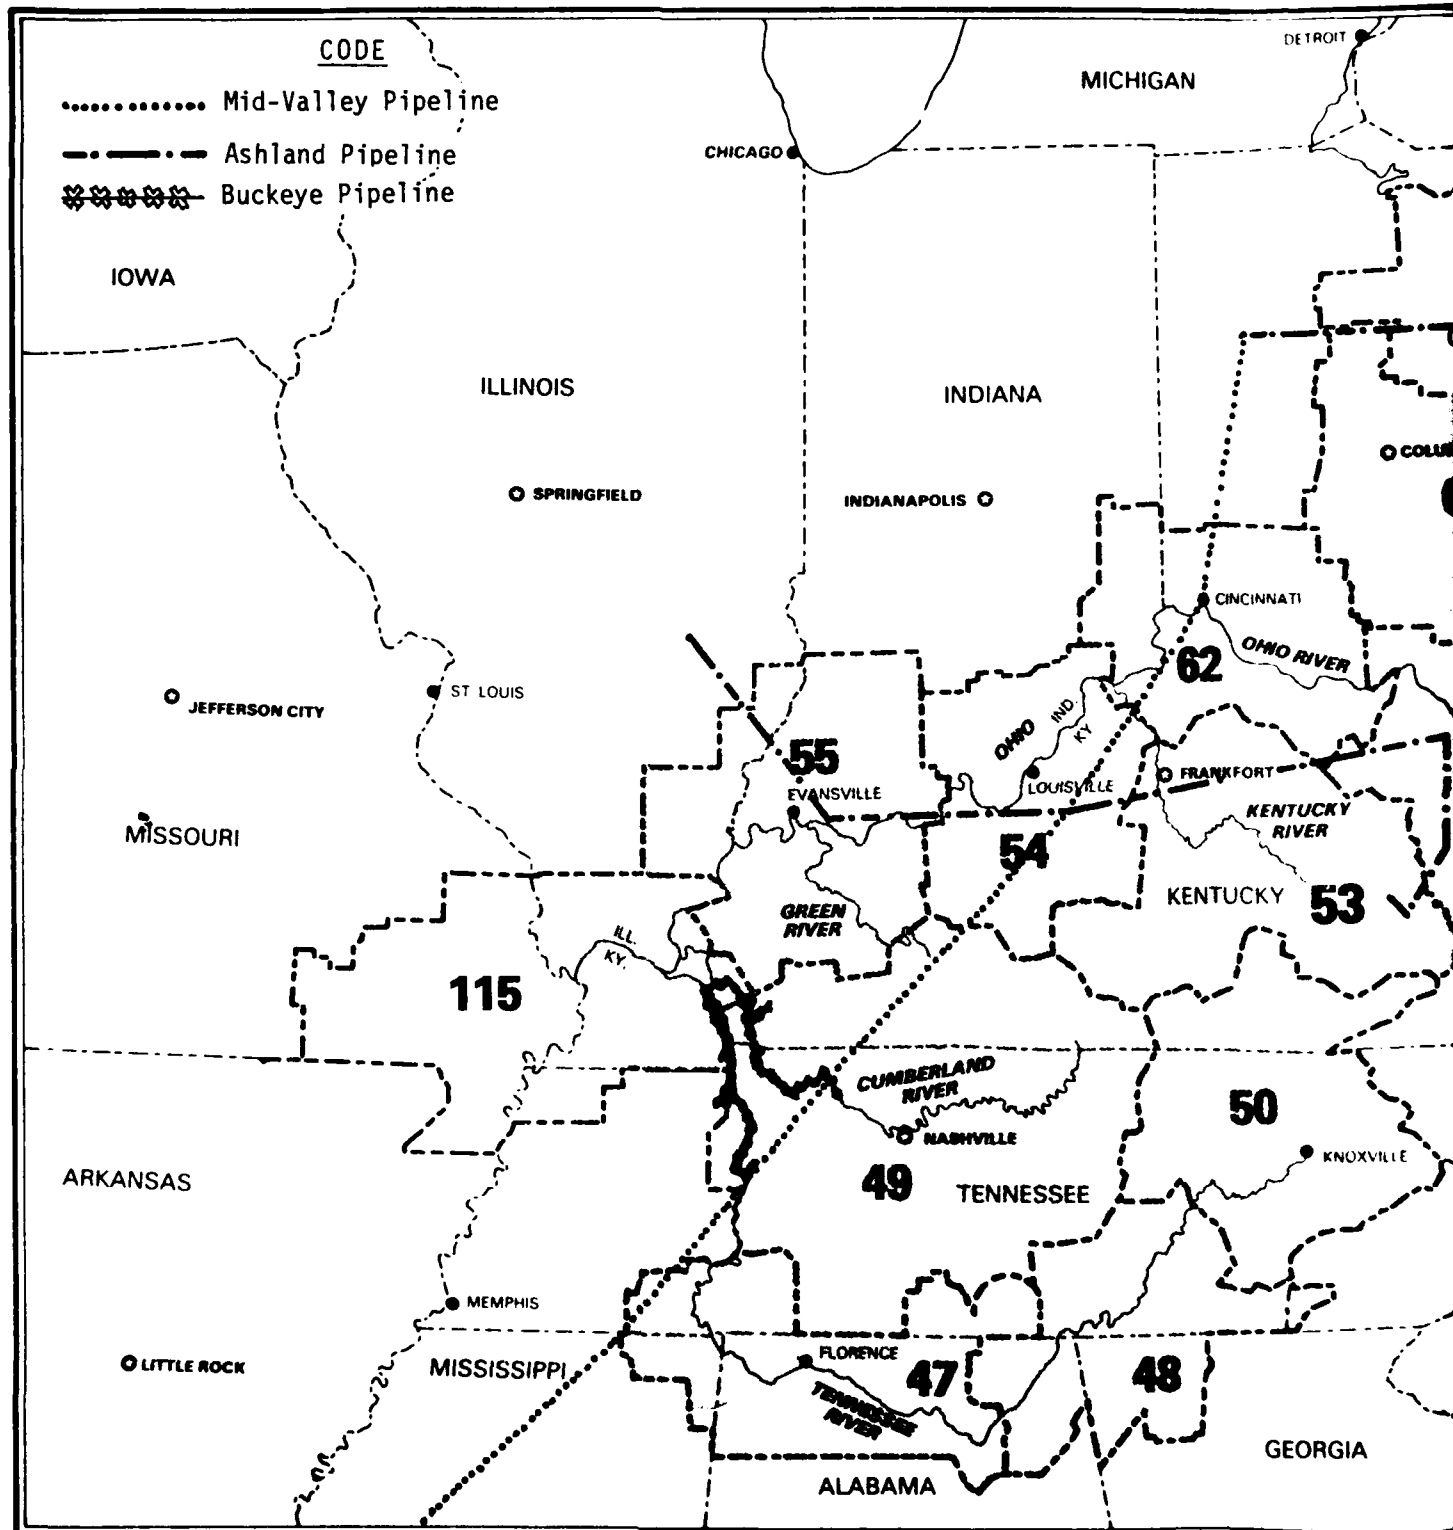 CODE
Mid-Valley Pipeline
Ashland Pipeline
Buckeye Pipeline
DETROIT
MICHIGAN
CHICAGO
IOWA
ILLINOIS
INDIANA
SPRINGFIELD
INDIANAPOLIS
CINCINNATI
OHIO RIVER
62
ST LOUIS
JEFFERSON CITY
OHIO
IND.
KY
55
EVANSVILLE
LOUISVILLE
FRANKFORT
KENTUCKY
RIVER
MISSOURI
54
KENTUCKY
53
GREEN
RIVER
ILL.
KY.
115
CUMBERLAND
RIVER
50
NASHVILLE
KNOXVILLE
ARKANSAS
49
TENNESSEE
MEMPHIS
LITTLE ROCK
MISSISSIPPI
FLORENCE
47
48
TENNESSEE
RIVER
GEORGIA
ALABAMA